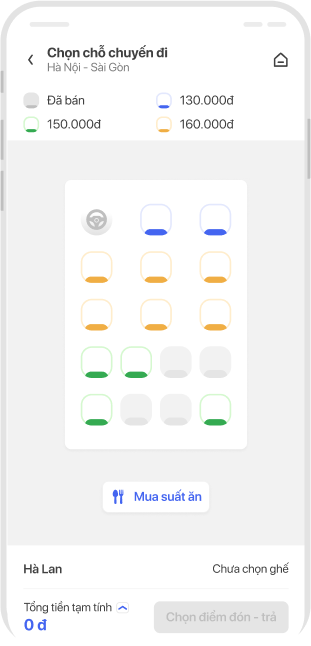 Chọn chỗ chuyến đi
Hà Nội - Sài Gòn
Đã bán
130.000đ
150.000đ
160.000đ
Mua suất ăn
Hà Lan
Chưa chọn ghế
Tổng tiền tạm tính
0 đ
Chọn điểm đón - trả